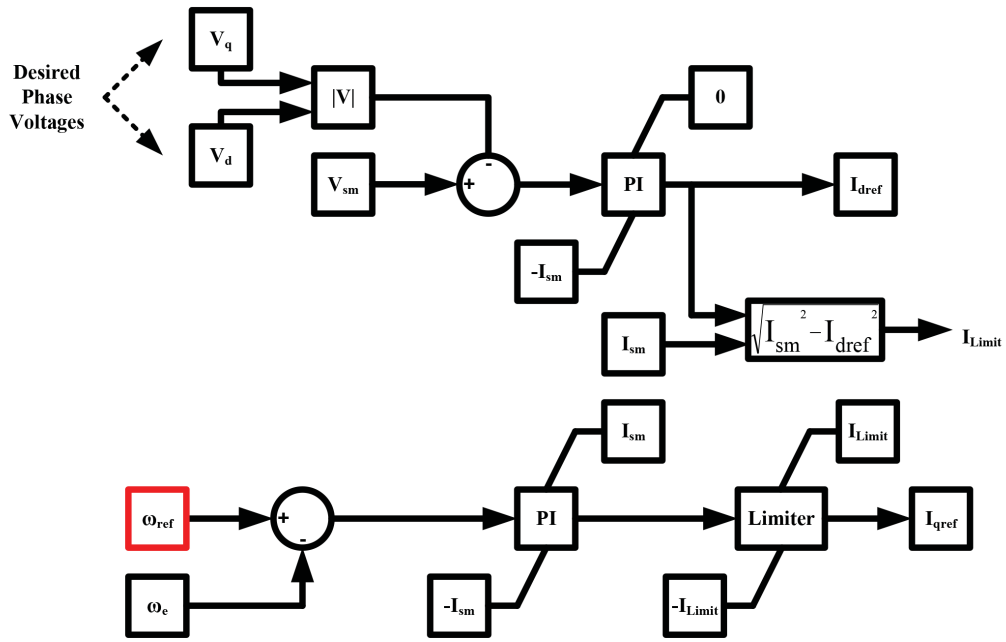 Desired
Phase
Voltages
Vq
Vd
|V|
0
Vsm
+
-
PI
Idref
-Ism
Ism
√Ism²-Idref²
ILimit
Ism
ILimit
ωref
+
-
PI
Limiter
Iqref
ωe
-Ism
-ILimit